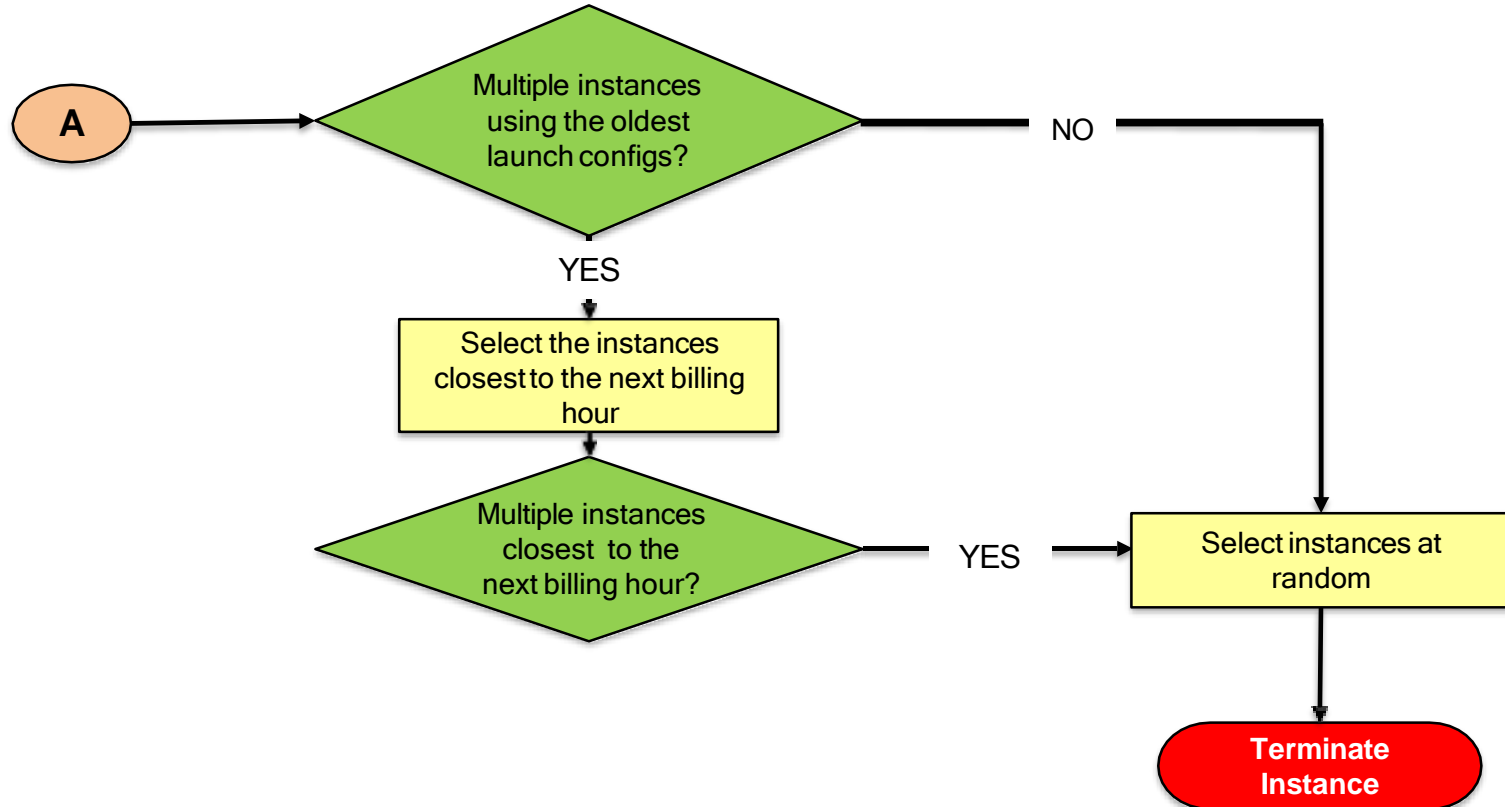 A
Multiple instances
using the oldest
launch configs?
NO
YES
Select the instances
closest to the next billing
hour
Multiple instances
closest to the
next billing hour?
YES
Select instances at
random
Terminate
Instance